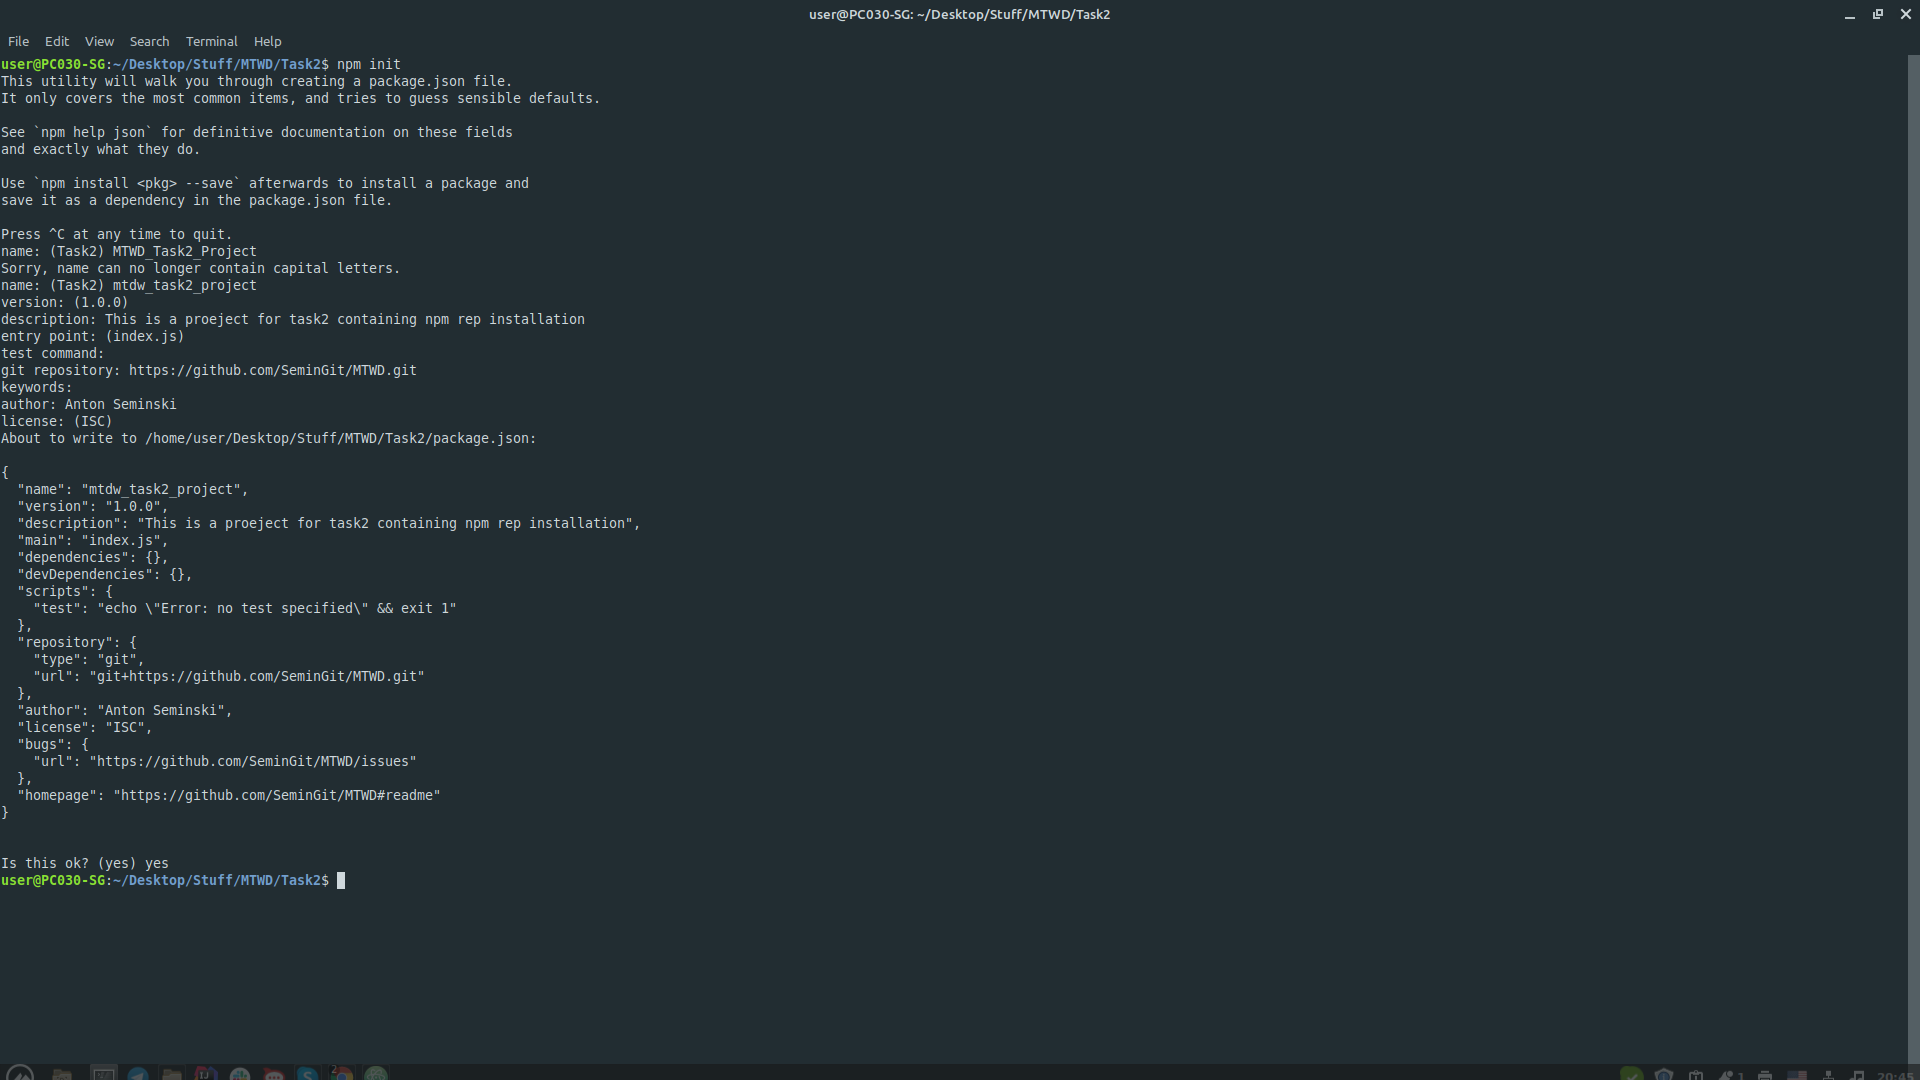 user@PC030-SG: ~/Desktop/Stuff/MTWD/Task2
File Edit View Search Terminal Help
user@PC030-SG:~/Desktop/Stuff/MTWD/Task2$ npm init
This utility will walk you through creating a package.json file.
It only covers the most common items, and tries to guess sensible defaults.
See `npm help json` for definitive documentation on these fields
and exactly what they do.
Use `npm install <pkg> --save` afterwards to install a package and
save it as a dependency in the package.json file.
Press ^C at any time to quit.
name: (Task2) MTWD_Task2_Project
Sorry, name can no longer contain capital letters.
name: (Task2) mtdw_task2_project
version: (1.0.0)
description: This is a proeject for task2 containing npm rep installation
entry point: (index.js)
test command:
git repository: https://github.com/SeminGit/MTWD.git
keywords:
author: Anton Seminski
license: (ISC)
About to write to /home/user/Desktop/Stuff/MTWD/Task2/package.json:
{
  "name": "mtdw_task2_project",
  "version": "1.0.0",
  "description": "This is a proeject for task2 containing npm rep installation",
  "main": "index.js",
  "dependencies": {},
  "devDependencies": {},
  "scripts": {
    "test": "echo \"Error: no test specified\" && exit 1"
  },
  "repository": {
    "type": "git",
    "url": "git+https://github.com/SeminGit/MTWD.git"
  },
  "author": "Anton Seminski",
  "license": "ISC",
  "bugs": {
    "url": "https://github.com/SeminGit/MTWD/issues"
  },
  "homepage": "https://github.com/SeminGit/MTWD#readme"
}
Is this ok? (yes) yes
user@PC030-SG:~/Desktop/Stuff/MTWD/Task2$
2
1
20:45